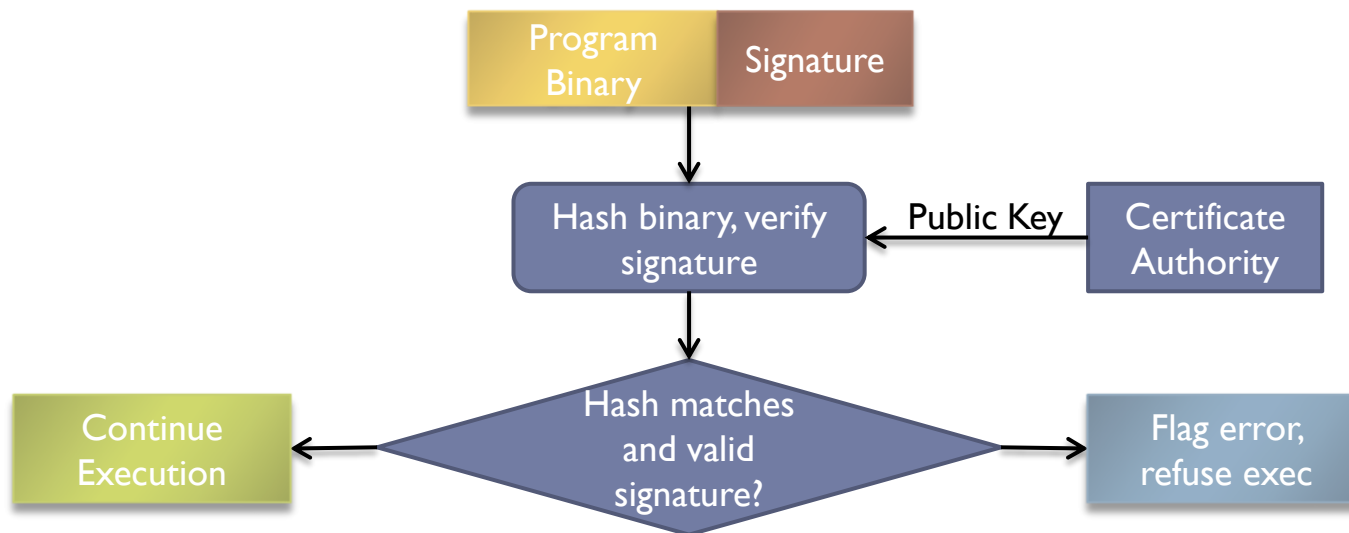 Program
Binary
Signature
Hash binary, verify
signature
Public Key
Certificate
Authority
Hash matches
and valid
signature?
Continue
Execution
Flag error,
refuse exec